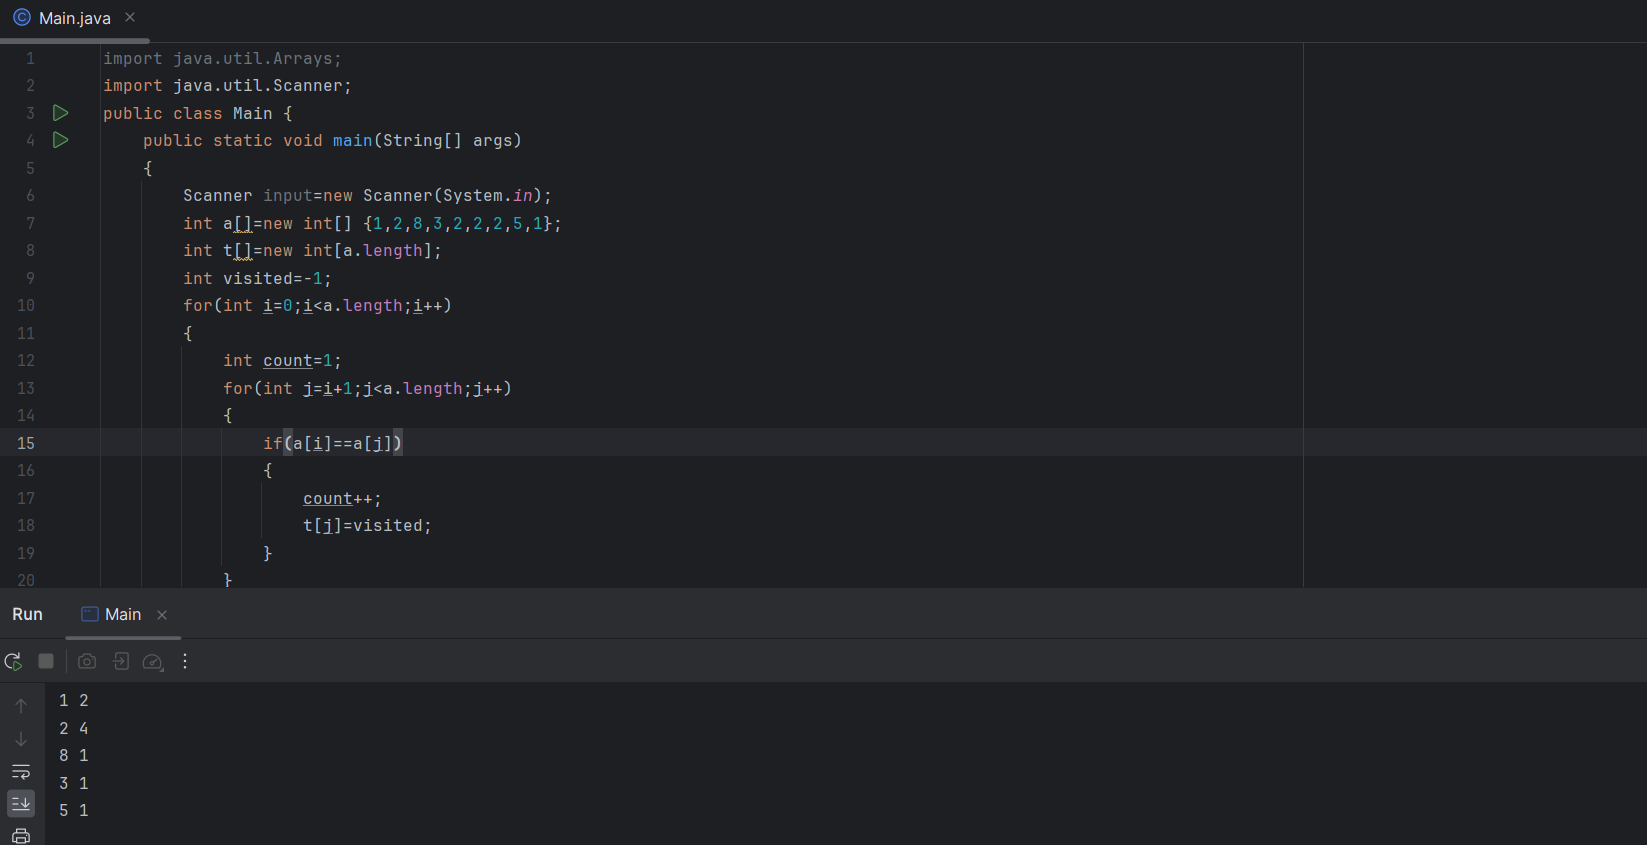 Main.java
1 import java.util.Arrays;
2 import java.util.Scanner;
3 public class Main {
4     public static void main(String[] args)
5     {
6         Scanner input=new Scanner(System.in);
7         int a[]=new int[] {1,2,8,3,2,2,2,5,1};
8         int t[]=new int[a.length];
9         int visited=-1;
10         for(int i=0;i<a.length;i++)
11         {
12             int count=1;
13             for(int j=i+1;j<a.length;j++)
14             {
15                 if(a[i]==a[j])
16                 {
17                     count++;
18                     t[j]=visited;
19                 }
20             }
Run Main
1 2
2 4
8 1
3 1
5 1